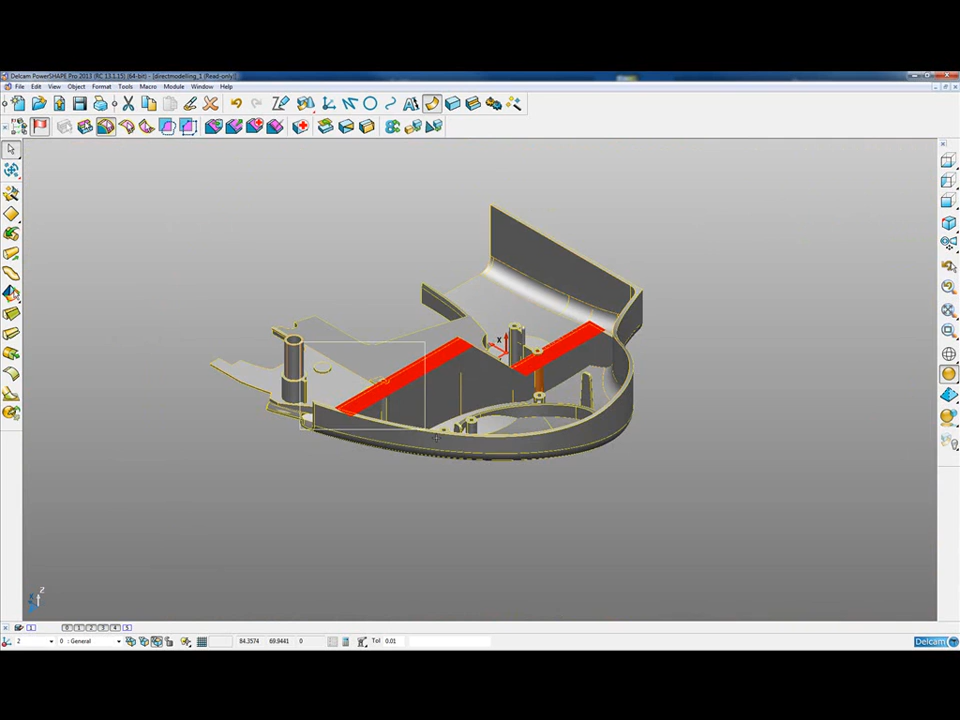 Delcam PowerSHAPE Pro 2013 (RC 13.1.15) (64-bit) - [directmodelling_1 (Read-only)]
File Edit View Object Format Tools Macro Module Window Help
X
Z
2 0 : General 84.3574 69.9441 0 Tol 0.01 Delcam